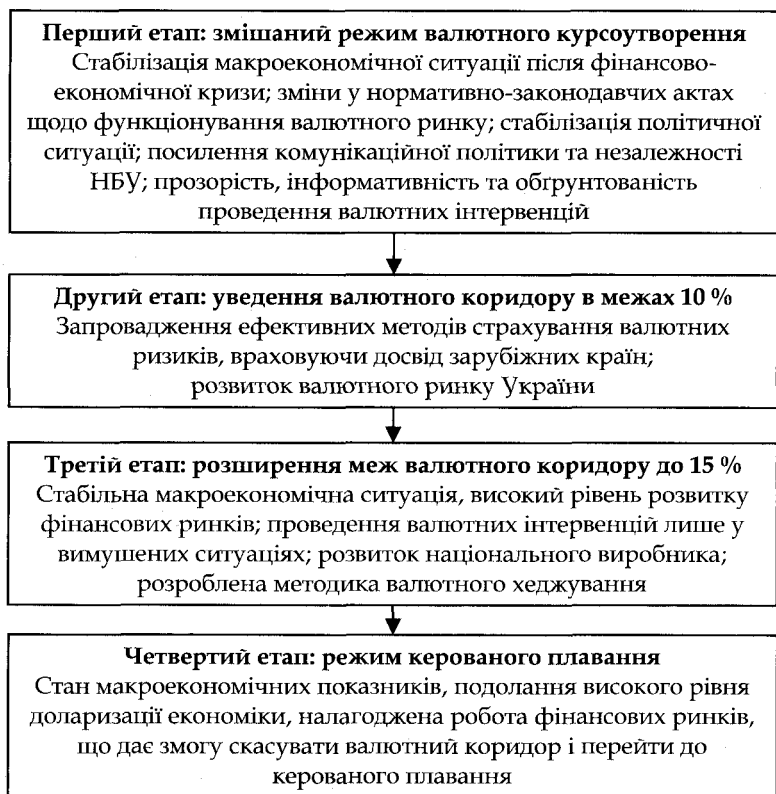 Перший етап: змішаний режим валютного курсоутворення
Стабілізація макроекономічної ситуації після фінансово-
економічної кризи; зміни у нормативно-законодавчих актах
щодо функціонування валютного ринку; стабілізація політичної
ситуації; посилення комунікаційної політики та незалежності
НБУ; прозорість, інформативність та обґрунтованість
проведення валютних інтервенцій
Другий етап: уведення валютного коридору в межах 10 %
Запровадження ефективних методів страхування валютних
ризиків, враховуючи досвід зарубіжних країн;
розвиток валютного ринку України
Третій етап: розширення меж валютного коридору до 15 %
Стабільна макроекономічна ситуація, високий рівень розвитку
фінансових ринків; проведення валютних інтервенцій лише у
вимушених ситуаціях; розвиток національного виробника;
розроблена методика валютного хеджування
Четвертий етап: режим керованого плавання
Стан макроекономічних показників, подолання високого рівня
доларизації економіки, налагоджена робота фінансових ринків,
що дає змогу скасувати валютний коридор і перейти до
керованого плавання